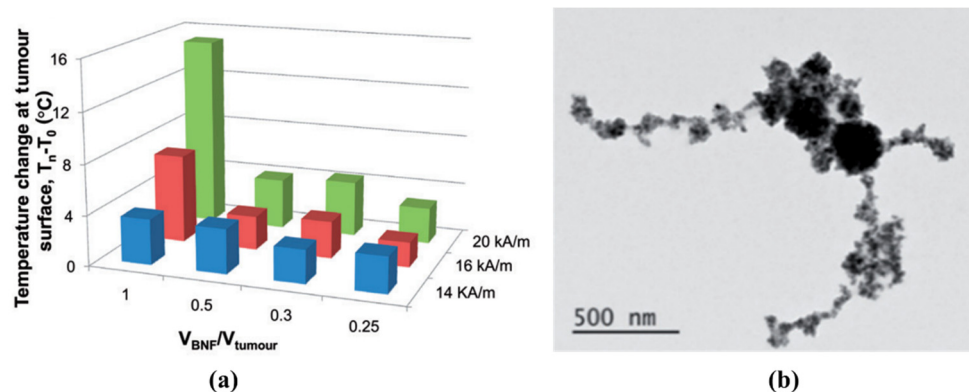 Temperature change at tumour
surface, Tn-T0 (°C)
16
12
8
4
0
1
0.5
0.3
0.25
20 kA/m
16 kA/m
14 KA/m
VBNF/Vtumour
(a)
500 nm
(b)